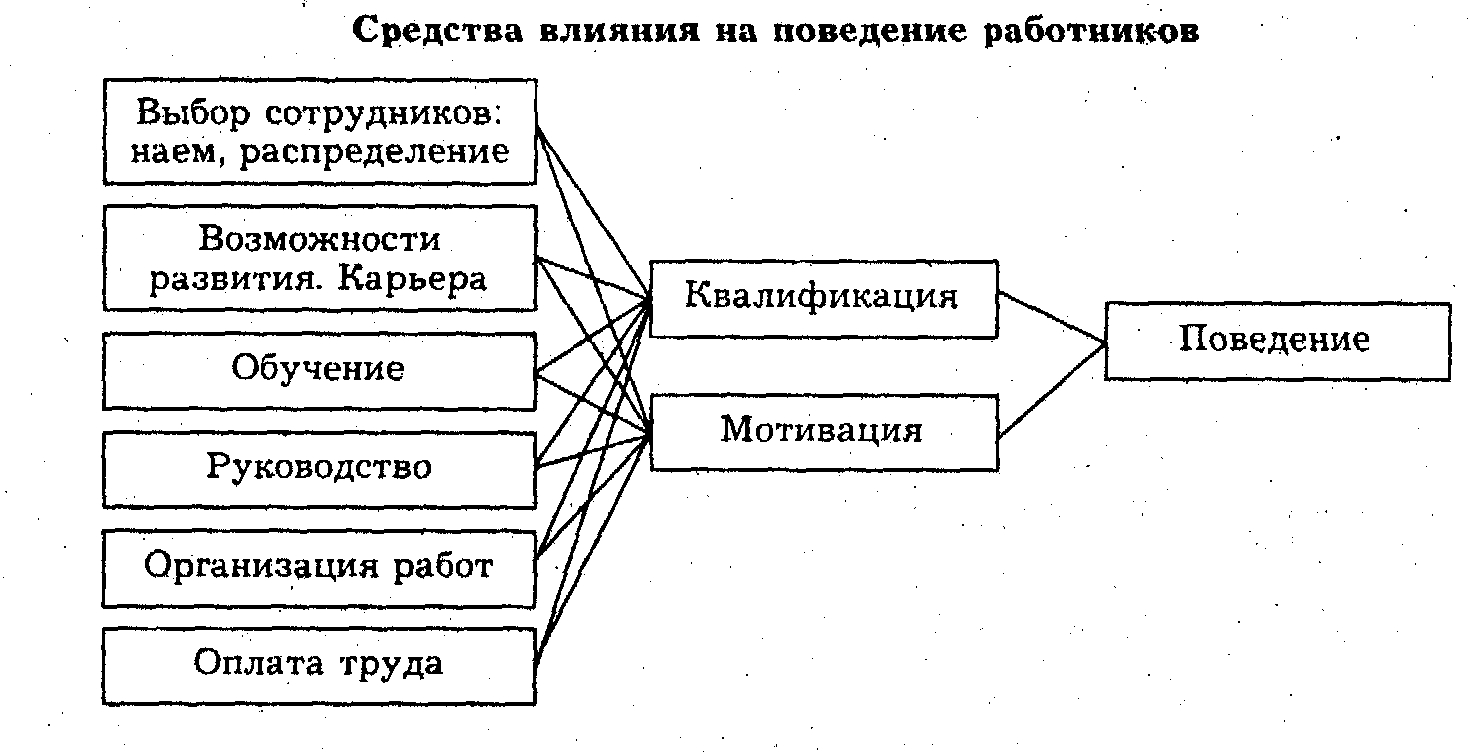 Средства влияния на поведение работников
Выбор сотрудников:
наем, распределение
Возможности
развития. Карьера
Обучение
Руководство
Организация работ
Оплата труда
Квалификация
Мотивация
Поведение